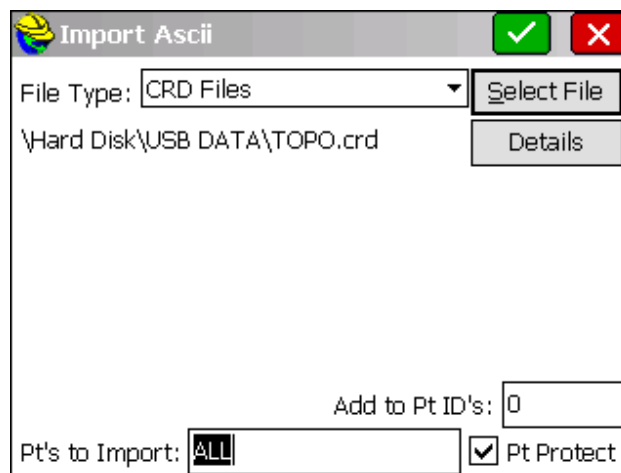 Import Ascii
File Type: CRD Files Select File
\Hard Disk\USB DATA\TOPO.crd Details
Add to Pt ID's: 0
Pt's to Import: ALL Pt Protect